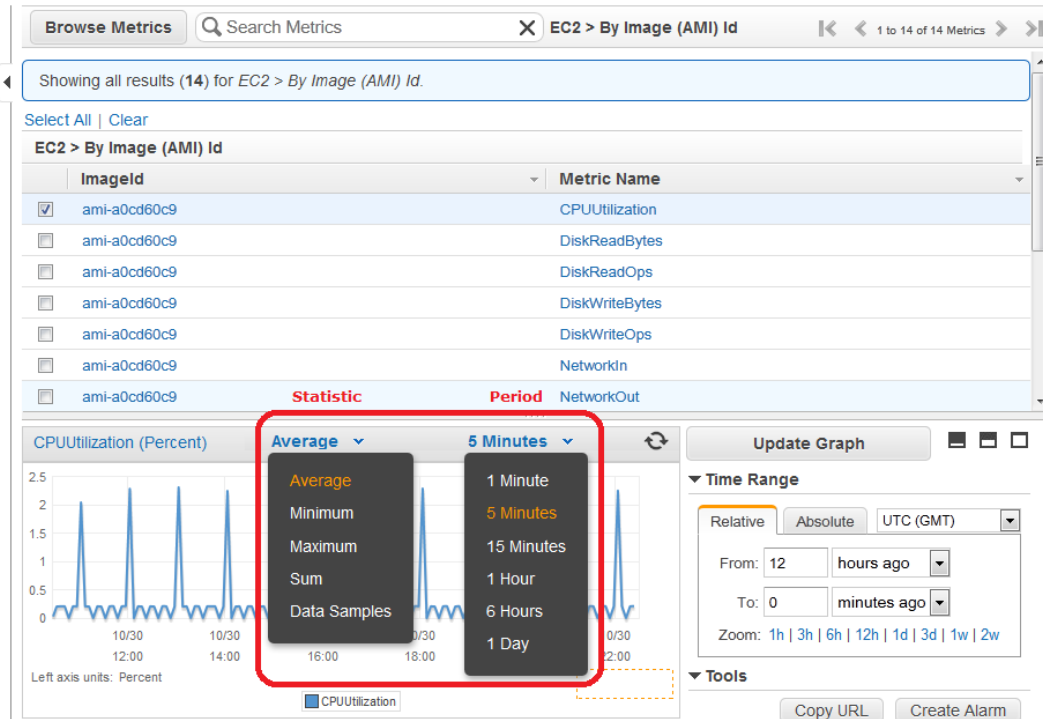 Browse Metrics Search Metrics EC2 > By Image (AMI) Id 1 to 14 of 14 Metrics
Showing all results (14) for EC2 > By Image (AMI) Id.
Select All | Clear
EC2 > By Image (AMI) Id
ImageId Metric Name
ami-a0cd60c9 CPUUtilization
ami-a0cd60c9 DiskReadBytes
ami-a0cd60c9 DiskReadOps
ami-a0cd60c9 DiskWriteBytes
ami-a0cd60c9 DiskWriteOps
ami-a0cd60c9 NetworkIn
ami-a0cd60c9 Statistic Period NetworkOut
CPUUtilization (Percent) Average 5 Minutes
Average
Minimum
Maximum
Sum
Data Samples
1 Minute
5 Minutes
15 Minutes
1 Hour
6 Hours
1 Day
2.5
2
1.5
1
0.5
0
10/30 10/30 0/30 0/30
12:00 14:00 16:00 18:00 22:00
Left axis units: Percent
CPUUtilization
Update Graph
Time Range
Relative Absolute UTC (GMT)
From: 12 hours ago
To: 0 minutes ago
Zoom: 1h | 3h | 6h | 12h | 1d | 3d | 1w | 2w
Tools
Copy URL Create Alarm